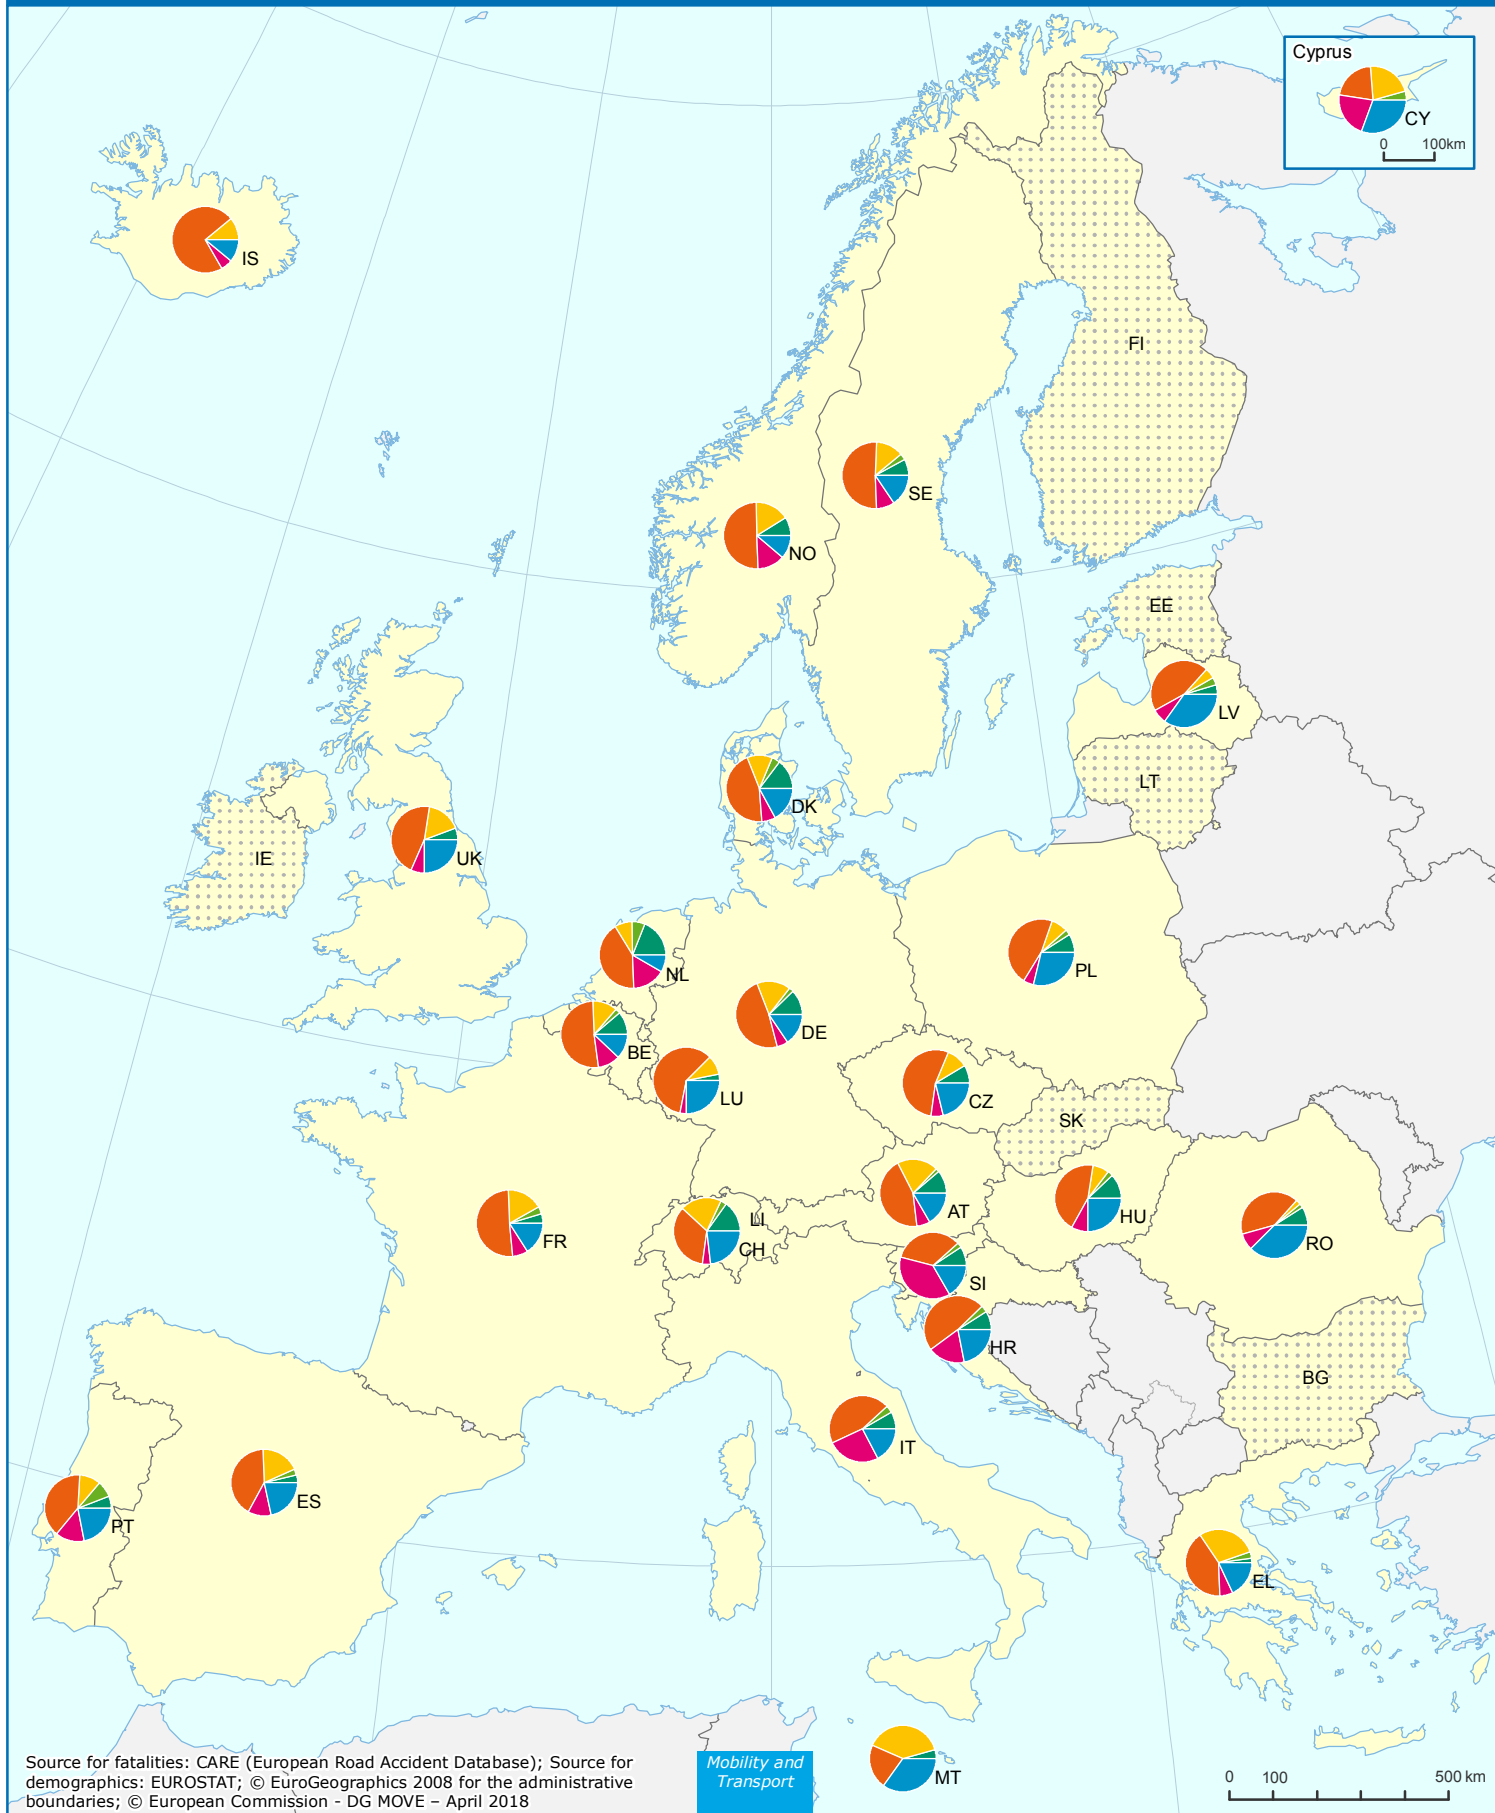 Cyprus
CY
0 100km
IS
FI
SE
NO
EE
LV
LT
DK
IE
UK
NL
PL
DE
BE
LU
CZ
SK
AT
HU
LI
CH
FR
RO
SI
HR
BG
IT
ES
PT
EL
MT
Source for fatalities: CARE (European Road Accident Database); Source for
demographics: EUROSTAT; © EuroGeographics 2008 for the administrative
boundaries; © European Commission - DG MOVE – April 2018
Mobility and
Transport
0 100 500 km